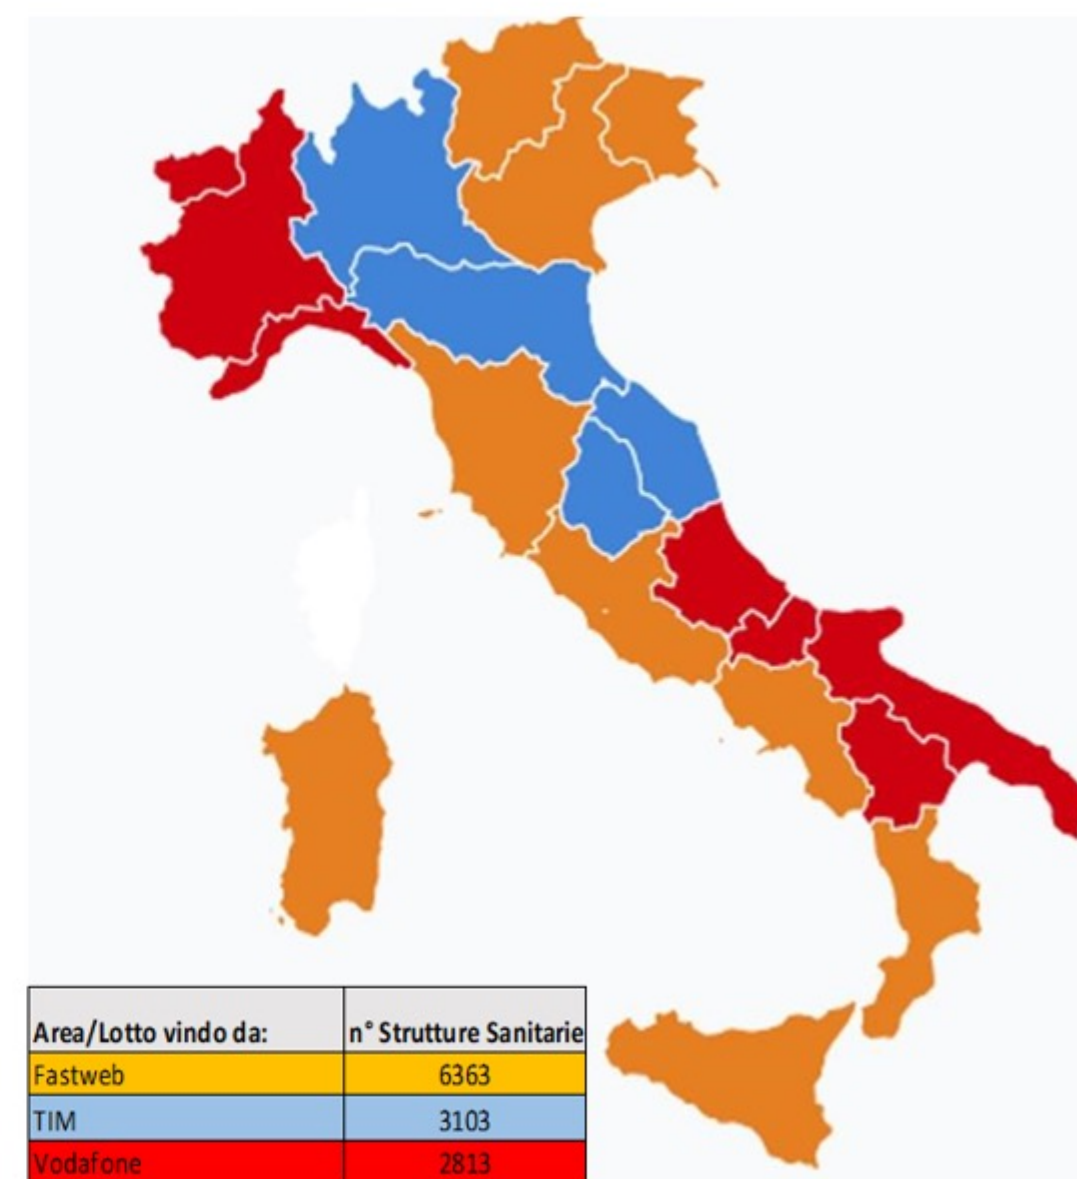 Area/Lotto vindo da: n° Strutture Sanitarie
Fastweb 6363
TIM 3103
Vodafone 2813